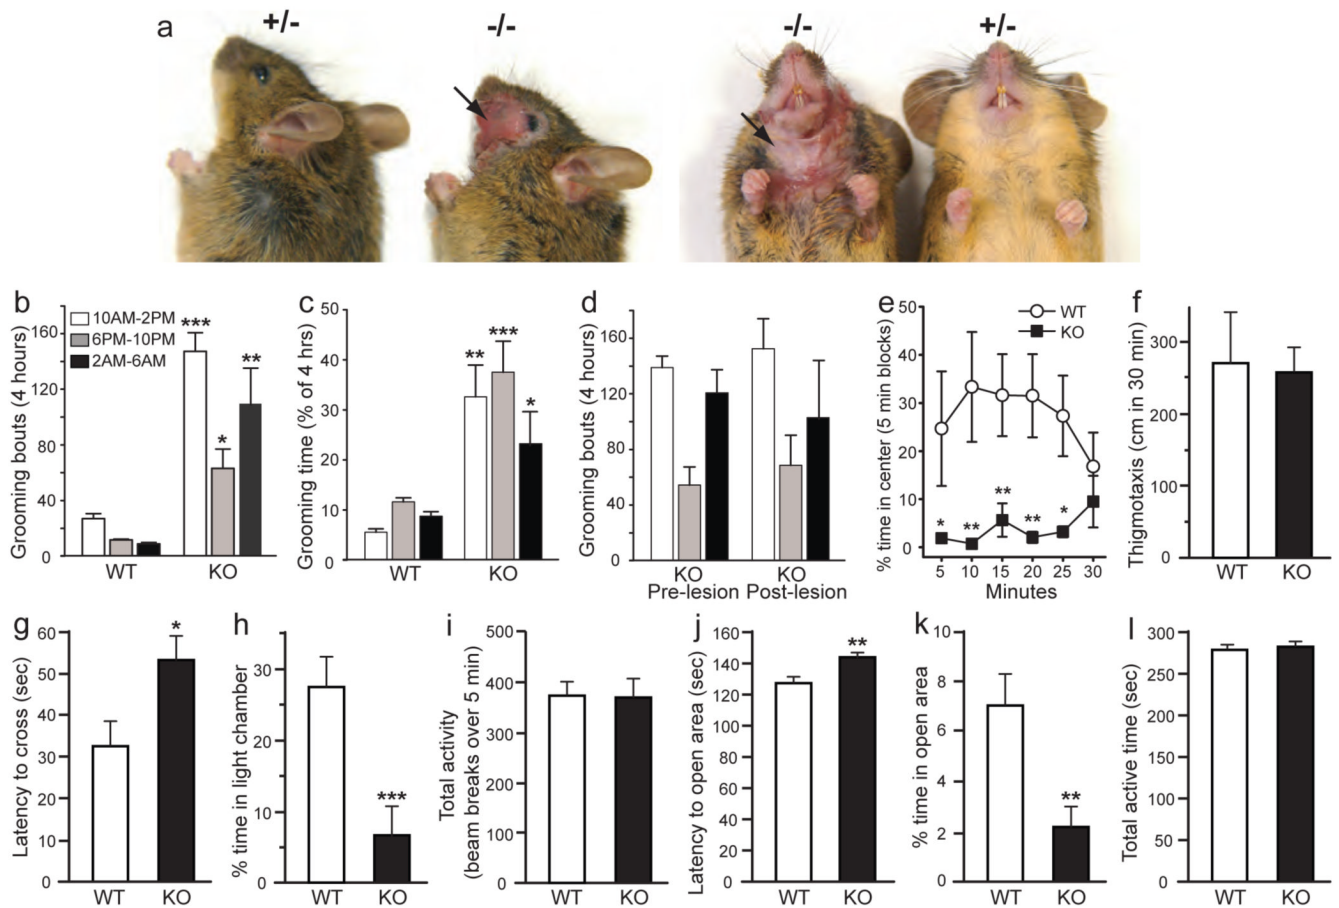 a
+/-
-/-
-/-
+/-
b
Grooming bouts (4 hours)
160
120
80
40
0
10AM-2PM
6PM-10PM
2AM-6AM
***
*
**
WT
KO
c
Grooming time (% of 4 hrs)
50
40
30
20
10
0
**
***
*
WT
KO
d
Grooming bouts (4 hours)
160
120
80
40
0
KO
Pre-lesion
KO
Post-lesion
e
% time in center (5 min blocks)
50
40
30
20
10
0
WT
KO
*
**
**
**
*
5
10
15
20
25
30
Minutes
f
Thigmotaxis (cm in 30 min)
300
200
100
0
WT
KO
g
Latency to cross (sec)
60
50
40
30
20
10
0
*
WT
KO
h
% time in light chamber
30
20
10
0
***
WT
KO
i
Total activity
(beam breaks over 5 min)
500
400
300
200
100
0
WT
KO
j
Latency to open area (sec)
160
140
120
100
80
60
40
20
0
**
WT
KO
k
% time in open area
10
8
6
4
2
0
**
WT
KO
l
Total active time (sec)
300
250
200
150
100
50
0
WT
KO